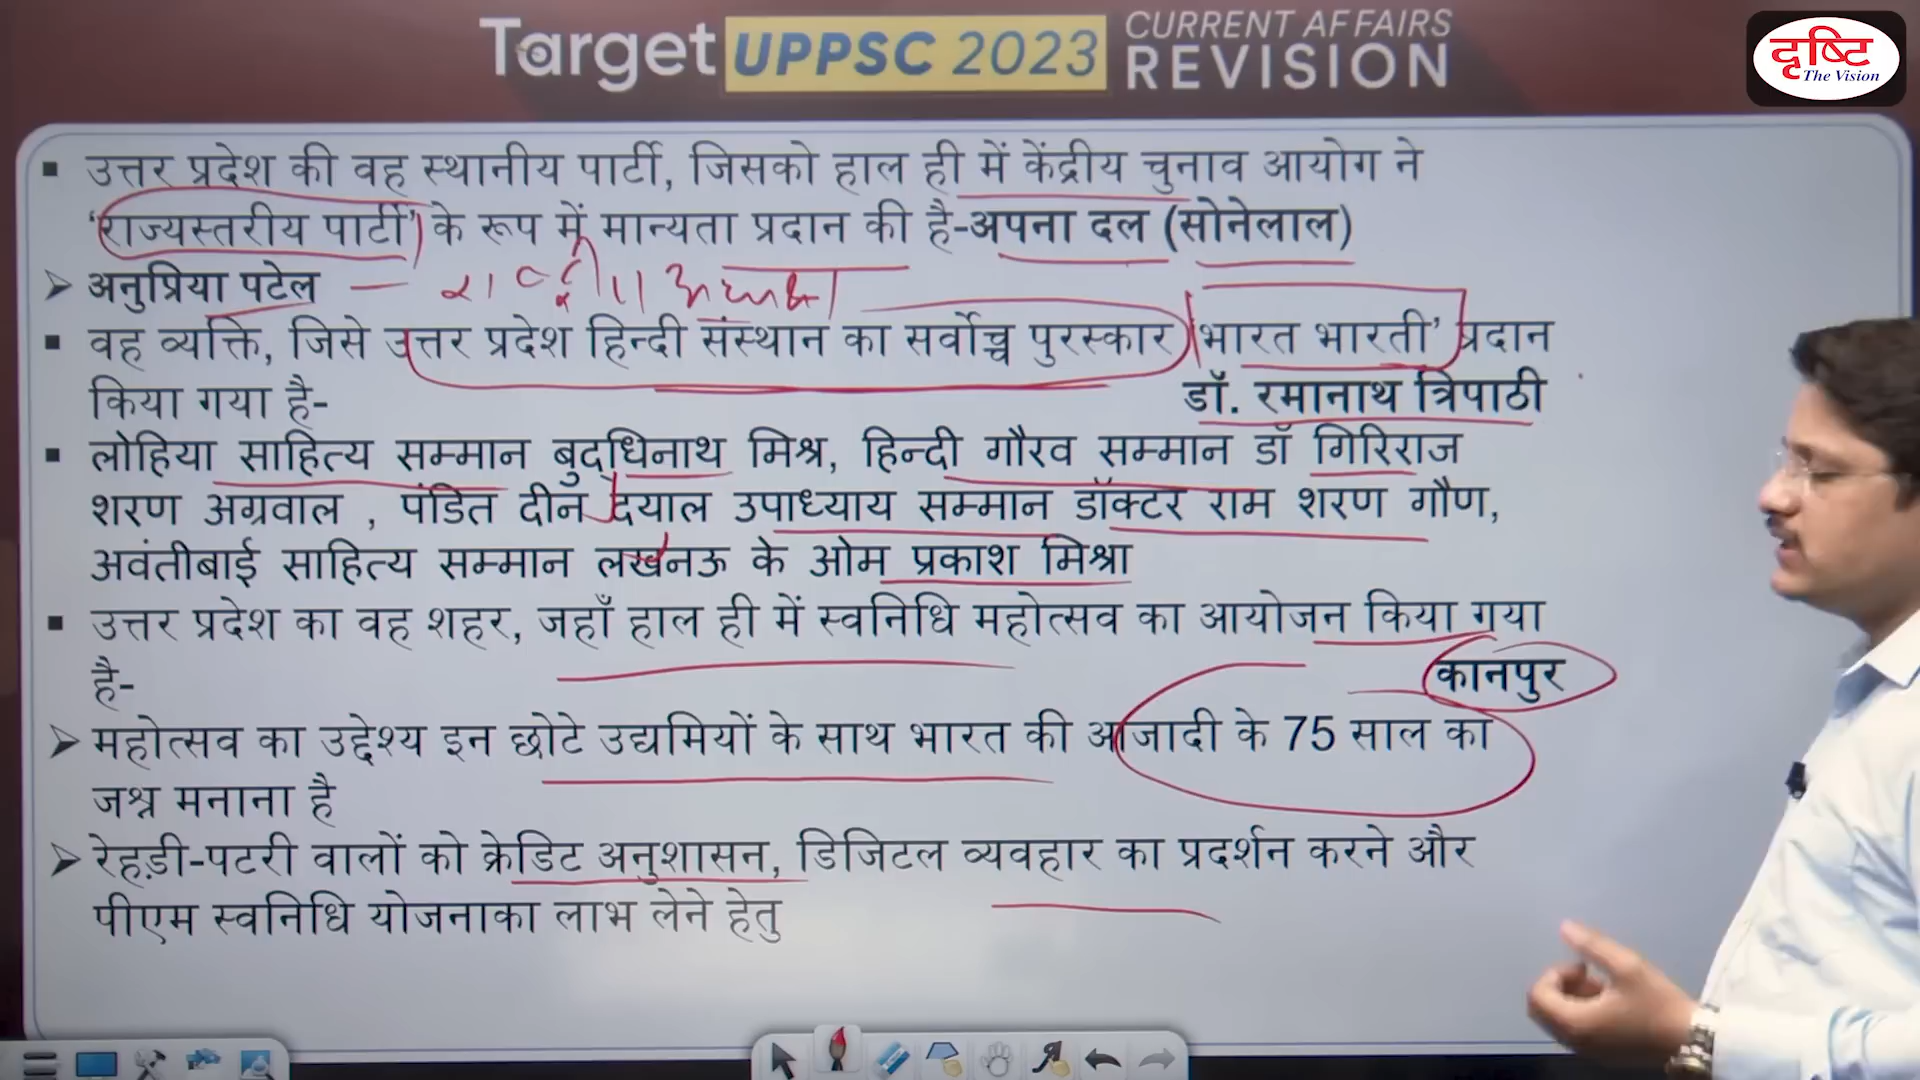 Target UPPSC 2023 CURRENT AFFAIRS REVISION
दृष्टि
The Vision
उत्तर प्रदेश की वह स्थानीय पार्टी, जिसको हाल ही में केंद्रीय चुनाव आयोग ने
‘राज्यस्तरीय पार्टी’ के रूप में मान्यता प्रदान की है-अपना दल (सोनेलाल)
अनुप्रिया पटेल —
वह व्यक्ति, जिसे उत्तर प्रदेश हिन्दी संस्थान का सर्वोच्च पुरस्कार 'भारत भारती’ प्रदान
किया गया है- डॉ. रमानाथ त्रिपाठी
लोहिया साहित्य सम्मान बुदधिनाथ मिश्र, हिन्दी गौरव सम्मान डॉ गिरिराज
शरण अग्रवाल , पंडित दीन दयाल उपाध्याय सम्मान डॉक्टर राम शरण गौण,
अवंतीबाई साहित्य सम्मान लखनऊ के ओम प्रकाश मिश्रा
उत्तर प्रदेश का वह शहर, जहाँ हाल ही में स्वनिधि महोत्सव का आयोजन किया गया
है- कानपुर
महोत्सव का उद्देश्य इन छोटे उद्यमियों के साथ भारत की आजादी के 75 साल का
जश्न मनाना है
रेहड़ी-पटरी वालों को क्रेडिट अनुशासन, डिजिटल व्यवहार का प्रदर्शन करने और
पीएम स्वनिधि योजनाका लाभ लेने हेतु